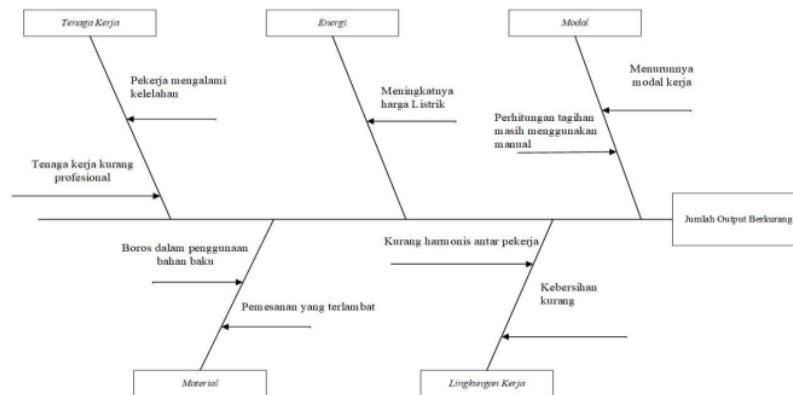 Tenaga Kerja
Energi
Modal
Pekerja mengalami
kelelahan
Meningkatnya
harga Listrik
Menurunnya
modal kerja
Perhitungan tagihan
masih menggunakan
manual
Tenaga kerja kurang
profesional
Jumlah Output Berkurang
Boros dalam penggunaan
bahan baku
Kurang harmonis antar pekerja
Pemesanan yang terlambat
Kebersihan
kurang
Material
Lingkungan Kerja